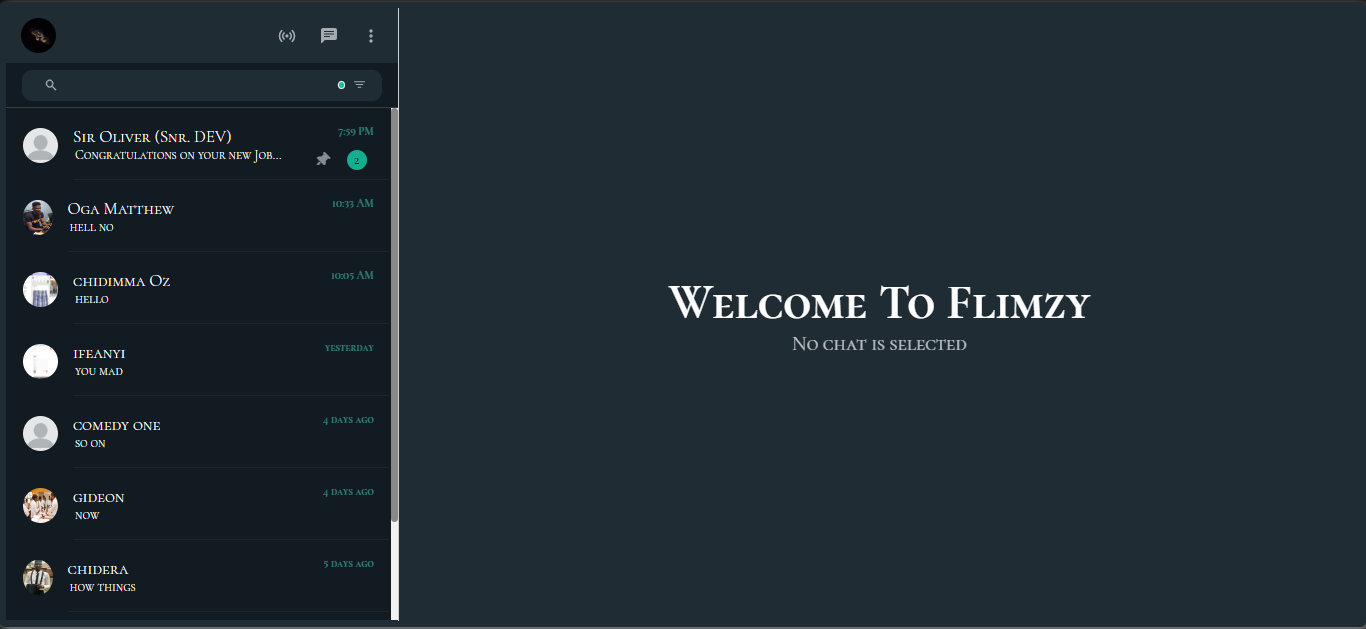 Sir Oliver (Snr. DEV)
7:59 PM
Congratulations on your new Job...
2
Oga Matthew
10:33 AM
hell no
chidimma Oz
10:05 AM
hello
ifeanyi
yesterday
you mad
comedy one
4 days ago
so on
gideon
4 days ago
now
chidera
5 days ago
how things
Welcome To Flimzy
No chat is selected